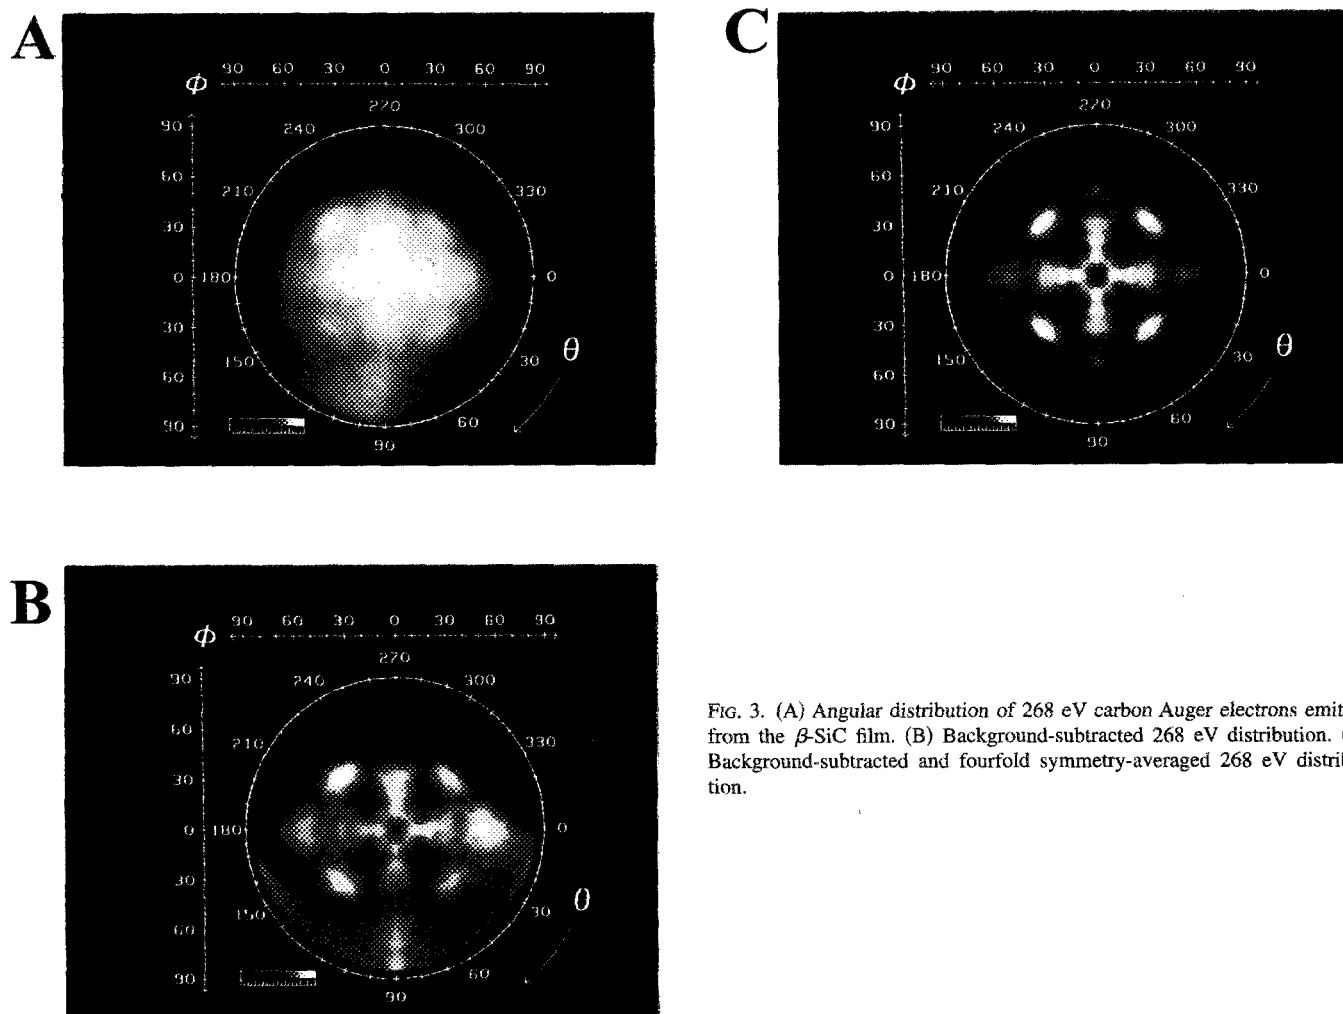 A
ϕ 90 60 30 0 30 60 90
270
240 300
90
60
210 330
30
0 180 0
30
150 30 θ
60
60
90
90
C
ϕ 90 60 30 0 30 60 90
270
240 300
90
60
210 330
30
0 180 0
30
150 30 θ
60
60
90
90
B
ϕ 90 60 30 0 30 60 90
270
240 300
90
60
210 330
30
0 180 0
30
150 30 θ
60
60
90
90
FIG. 3. (A) Angular distribution of 268 eV carbon Auger electrons emit
from the β-SiC film. (B) Background-subtracted 268 eV distribution. (
Background-subtracted and fourfold symmetry-averaged 268 eV distrib
tion.